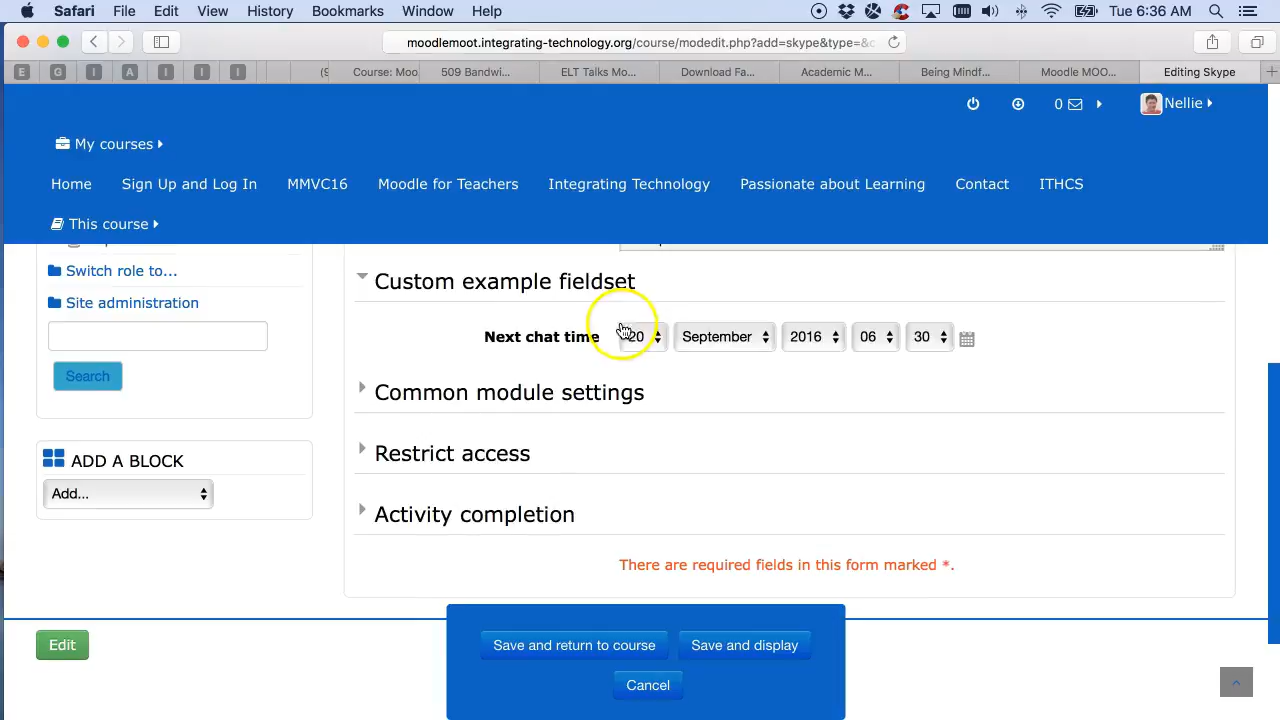 Safari File Edit View History Bookmarks Window Help Tue 6:36 AM
moodlemoot.integrating-technology.org/course/modedit.php?add=skype&type=&c
E G I A I I I (9 Course: Moo... 509 Bandwi... ELT Talks Mo... Download Fa... Academic M... Being Mindf... Moodle MOO... Editing Skype
0 Nellie
My courses
Home Sign Up and Log In MMVC16 Moodle for Teachers Integrating Technology Passionate about Learning Contact ITHCS
This course
Switch role to...
Site administration
Search
ADD A BLOCK
Add...
Custom example fieldset
Next chat time 20 September 2016 06 30
Common module settings
Restrict access
Activity completion
There are required fields in this form marked *.
Edit
Save and return to course Save and display
Cancel